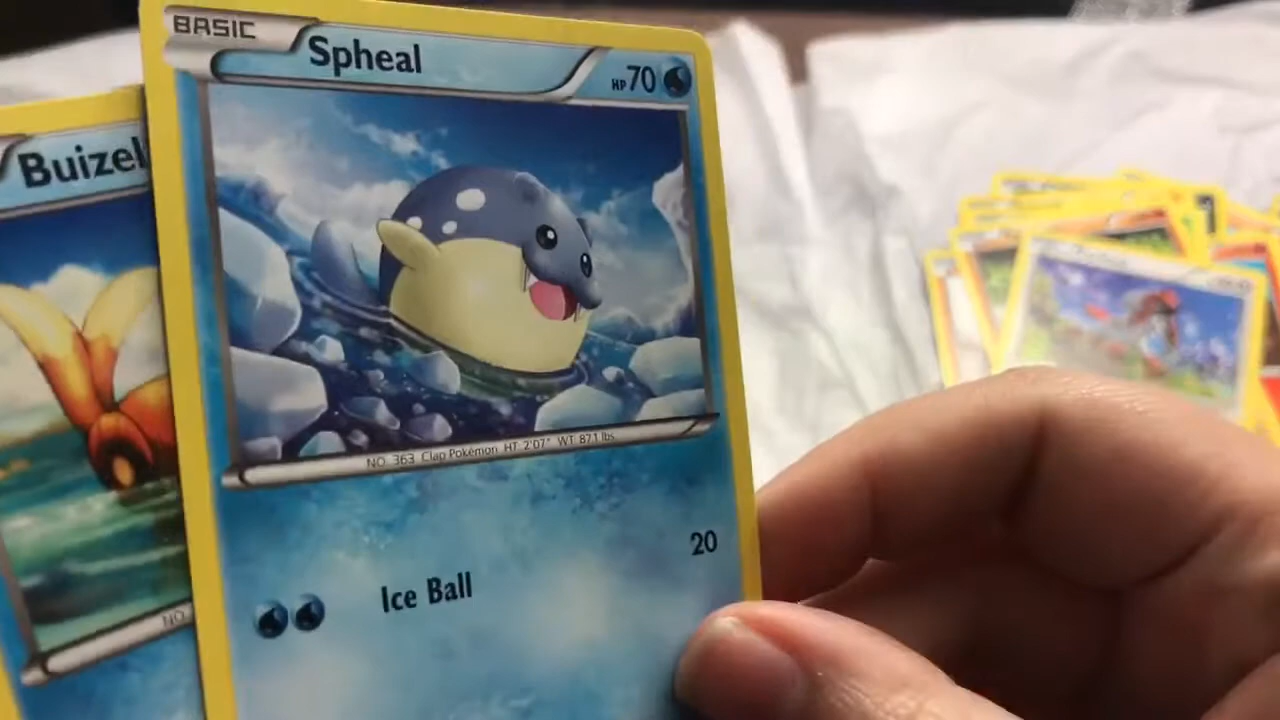 BASIC
Spheal
HP 70
Buizel
NO. 363 Clap Pokémon HT 2'07" WT 87.1 lbs
20
Ice Ball
NO